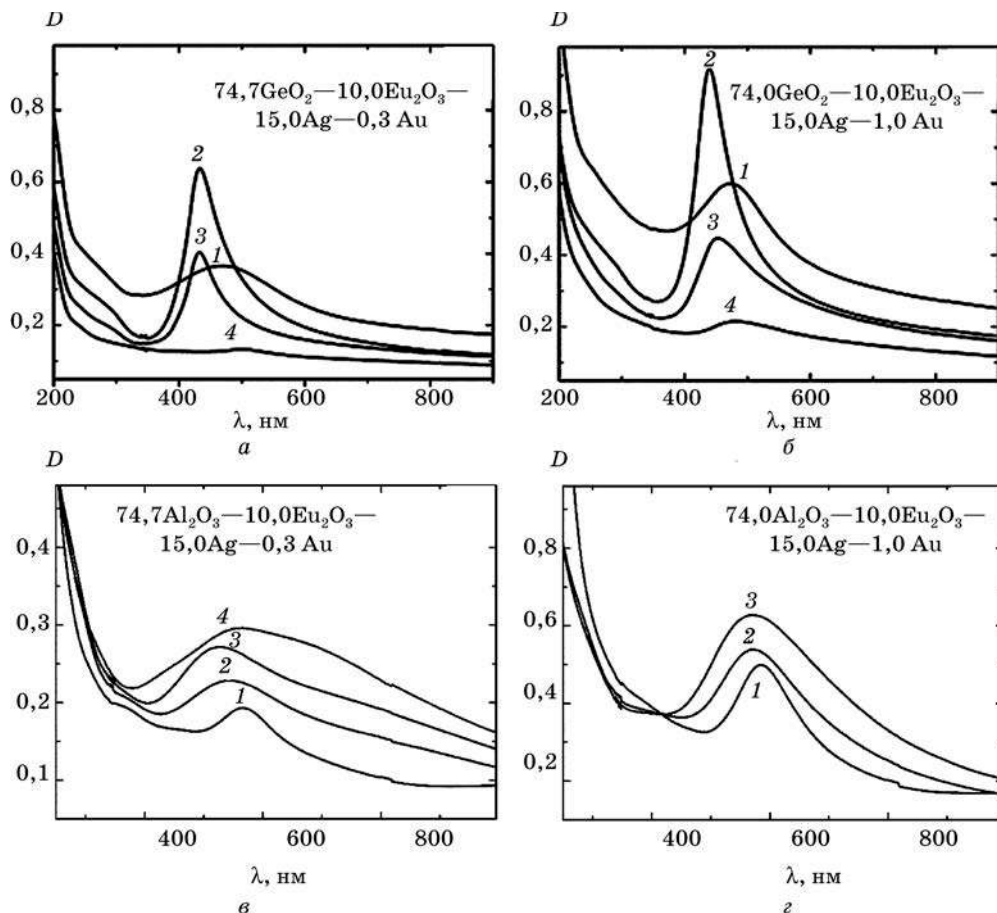 D
0,8
0,6
0,4
0,2
74,7GeO₂—10,0Eu₂O₃—
15,0Ag—0,3 Au
2
3
1
4
200 400 600 800
λ, нм
а
D
0,8
0,6
0,4
0,2
74,0GeO₂—10,0Eu₂O₃—
15,0Ag—1,0 Au
2
1
3
4
200 400 600 800
λ, нм
б
D
0,4
0,3
0,2
0,1
74,7Al₂O₃—10,0Eu₂O₃—
15,0Ag—0,3 Au
4
3
2
1
400 600 800
λ, нм
в
D
0,8
0,6
0,4
0,2
74,0Al₂O₃—10,0Eu₂O₃—
15,0Ag—1,0 Au
3
2
1
400 600 800
λ, нм
г